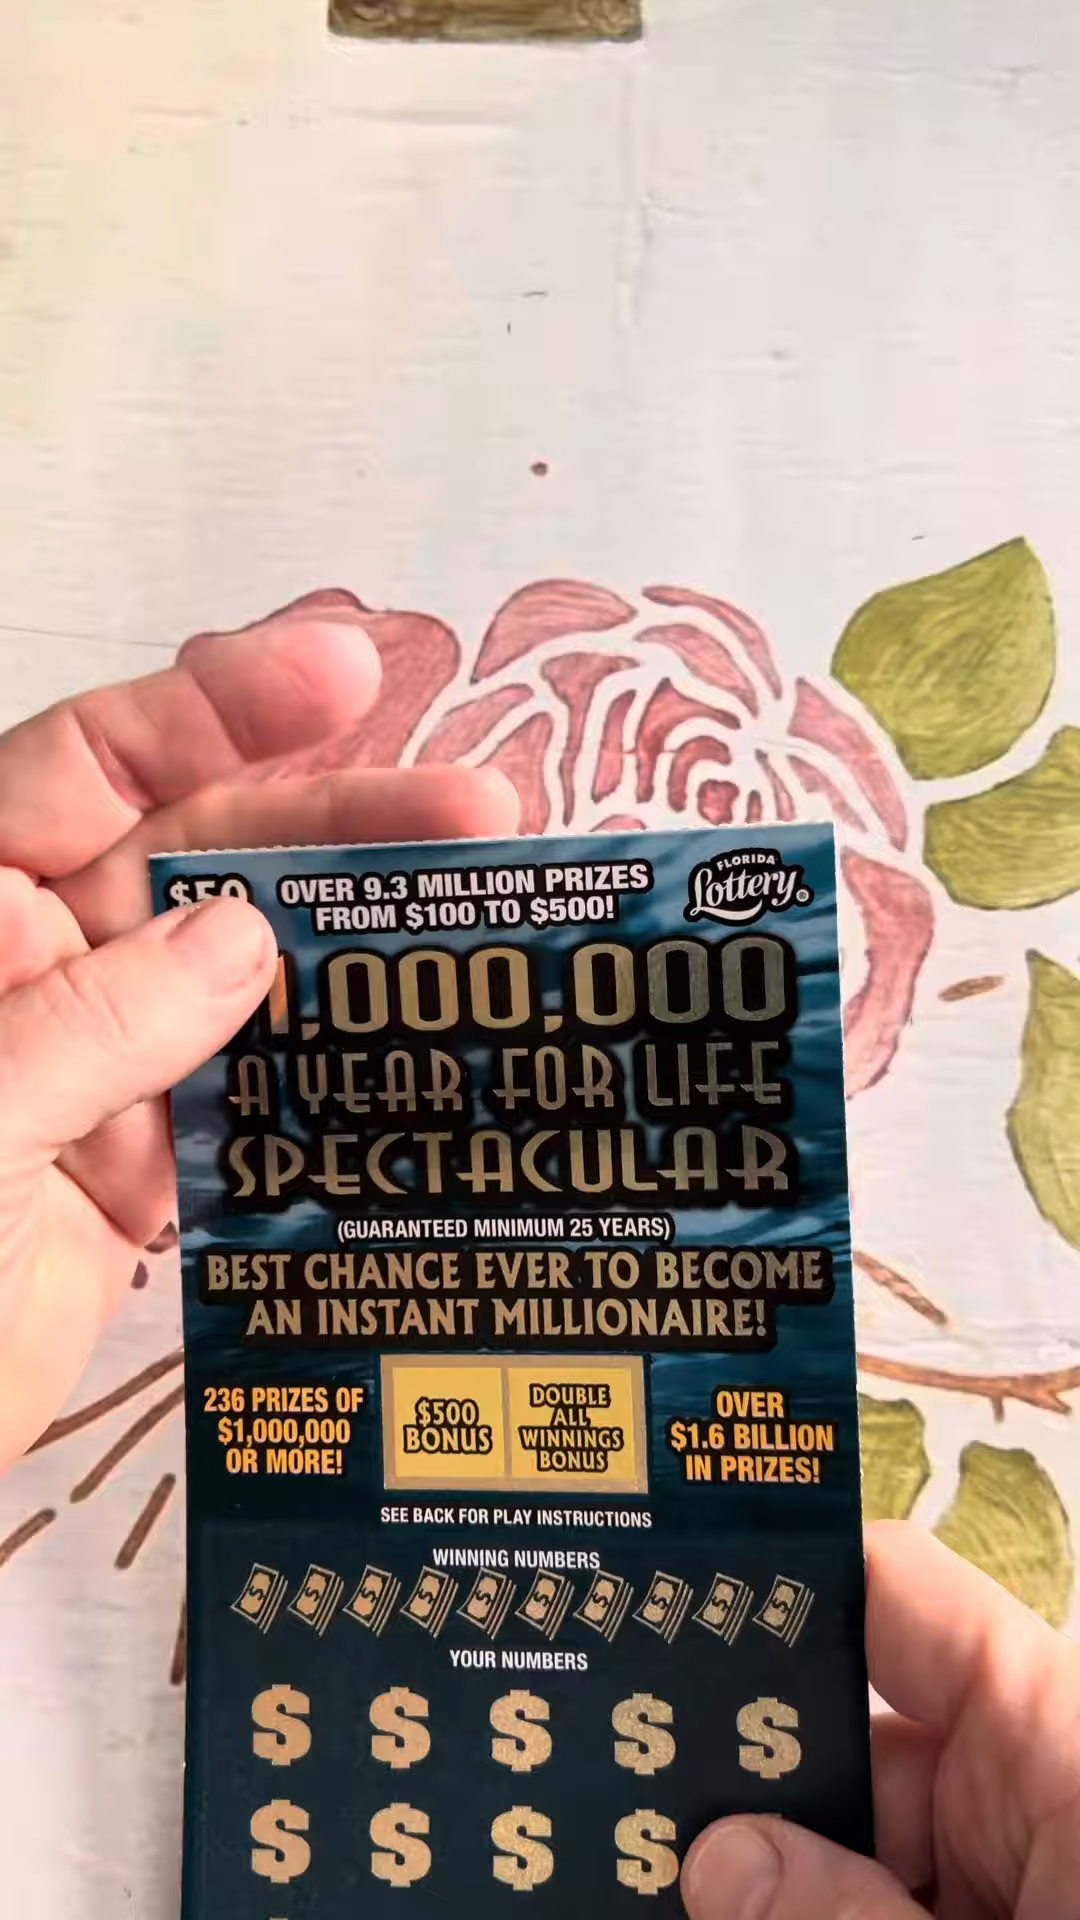 $50
OVER 9.3 MILLION PRIZES
FROM $100 TO $500!
FLORIDA
Lottery®
1,000,000
A YEAR FOR LIFE
SPECTACULAR
(GUARANTEED MINIMUM 25 YEARS)
BEST CHANCE EVER TO BECOME
AN INSTANT MILLIONAIRE!
236 PRIZES OF
$1,000,000
OR MORE!
$500
BONUS
DOUBLE
ALL
WINNINGS
BONUS
OVER
$1.6 BILLION
IN PRIZES!
SEE BACK FOR PLAY INSTRUCTIONS
WINNING NUMBERS
$ $ $ $ $ $ $ $ $ $
YOUR NUMBERS
$ $ $ $ $
$ $ $ $